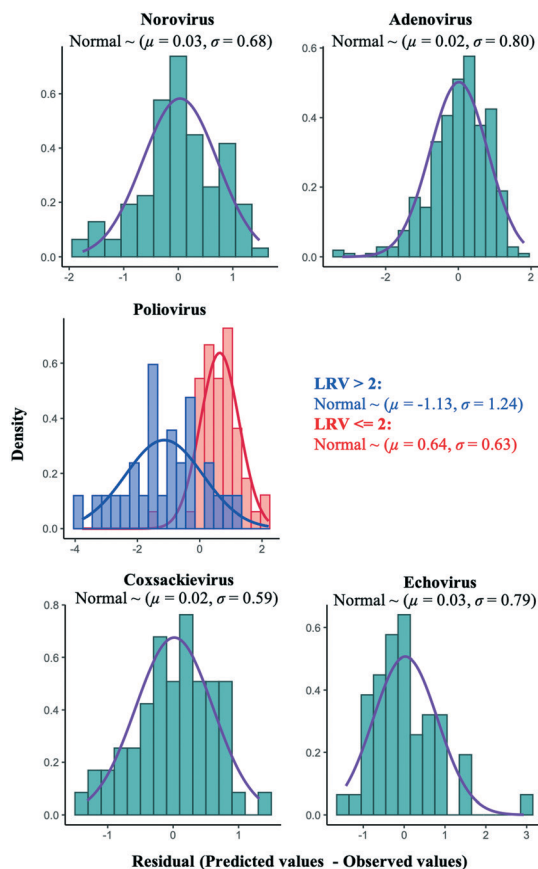 Norovirus
Normal ~ (μ = 0.03, σ = 0.68)
0.6
0.4
0.2
0.0
-2
-1
0
1
Adenovirus
Normal ~ (μ = 0.02, σ = 0.80)
0.6
0.4
0.2
0.0
-2
0
2
Poliovirus
0.6
0.4
0.2
0.0
-4
-2
0
2
LRV > 2:
Normal ~ (μ = -1.13, σ = 1.24)
LRV <= 2:
Normal ~ (μ = 0.64, σ = 0.63)
Density
Coxsackievirus
Normal ~ (μ = 0.02, σ = 0.59)
0.8
0.6
0.4
0.2
0.0
-1
0
1
Echovirus
Normal ~ (μ = 0.03, σ = 0.79)
0.6
0.4
0.2
0.0
-1
0
1
2
3
Residual (Predicted values - Observed values)